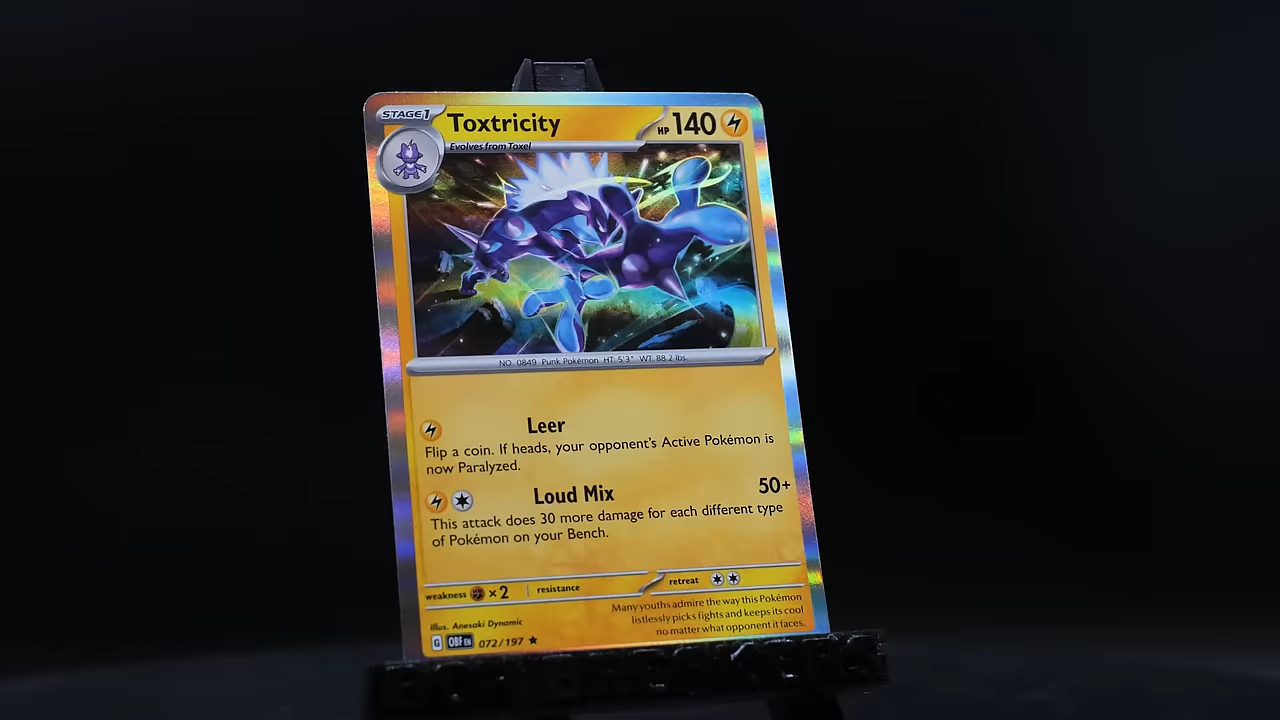 STAGE1 Toxtricity HP 140
Evolves from Toxel
NO. 0849 Punk Pokémon HT: 5'3" WT: 88.2 lbs.
Leer
Flip a coin. If heads, your opponent's Active Pokémon is
now Paralyzed.
Loud Mix 50+
This attack does 30 more damage for each different type
of Pokémon on your Bench.
weakness ×2 resistance retreat
Many youths admire the way this Pokémon
listlessly picks fights and keeps its cool
no matter what opponent it faces.
Illus. Anesaki Dynamic
G OBF EN 072/197